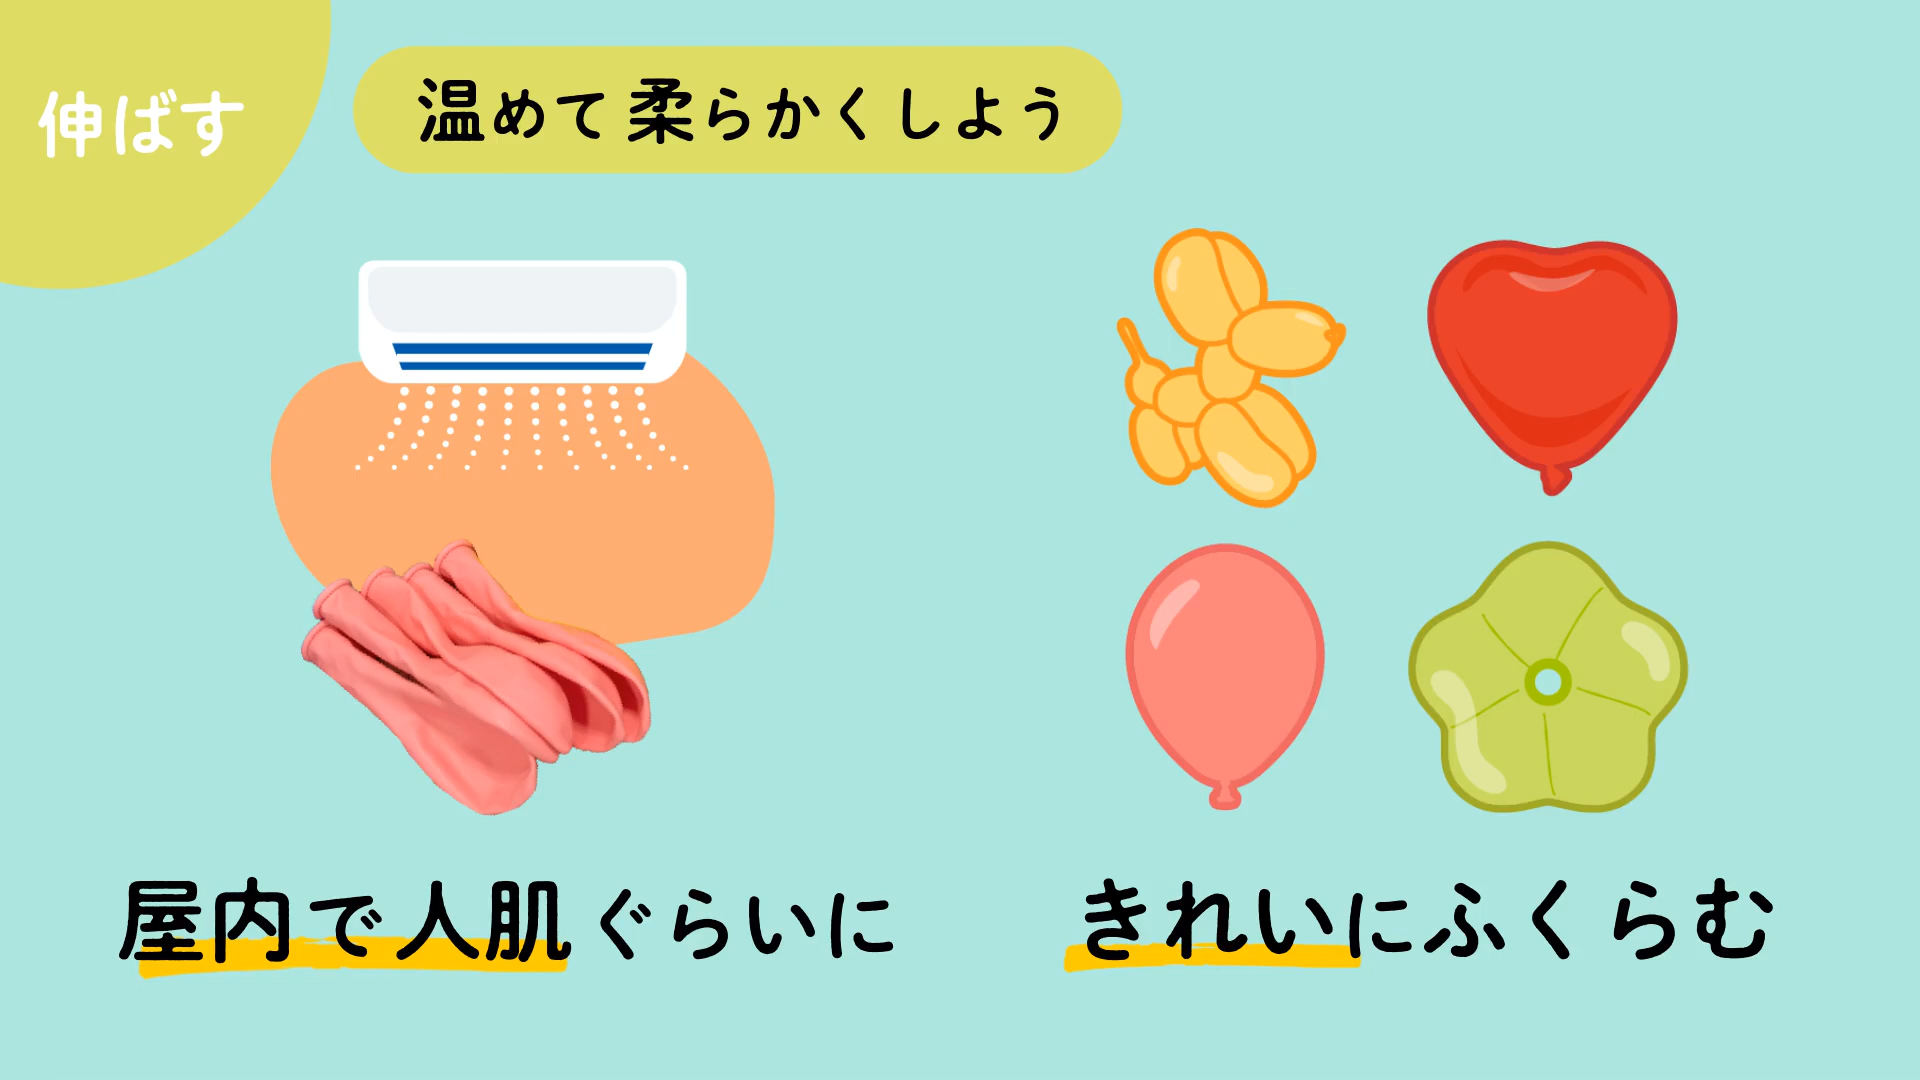 伸ばす
温めて柔らかくしよう
屋内で人肌ぐらいに
きれいにふくらむ